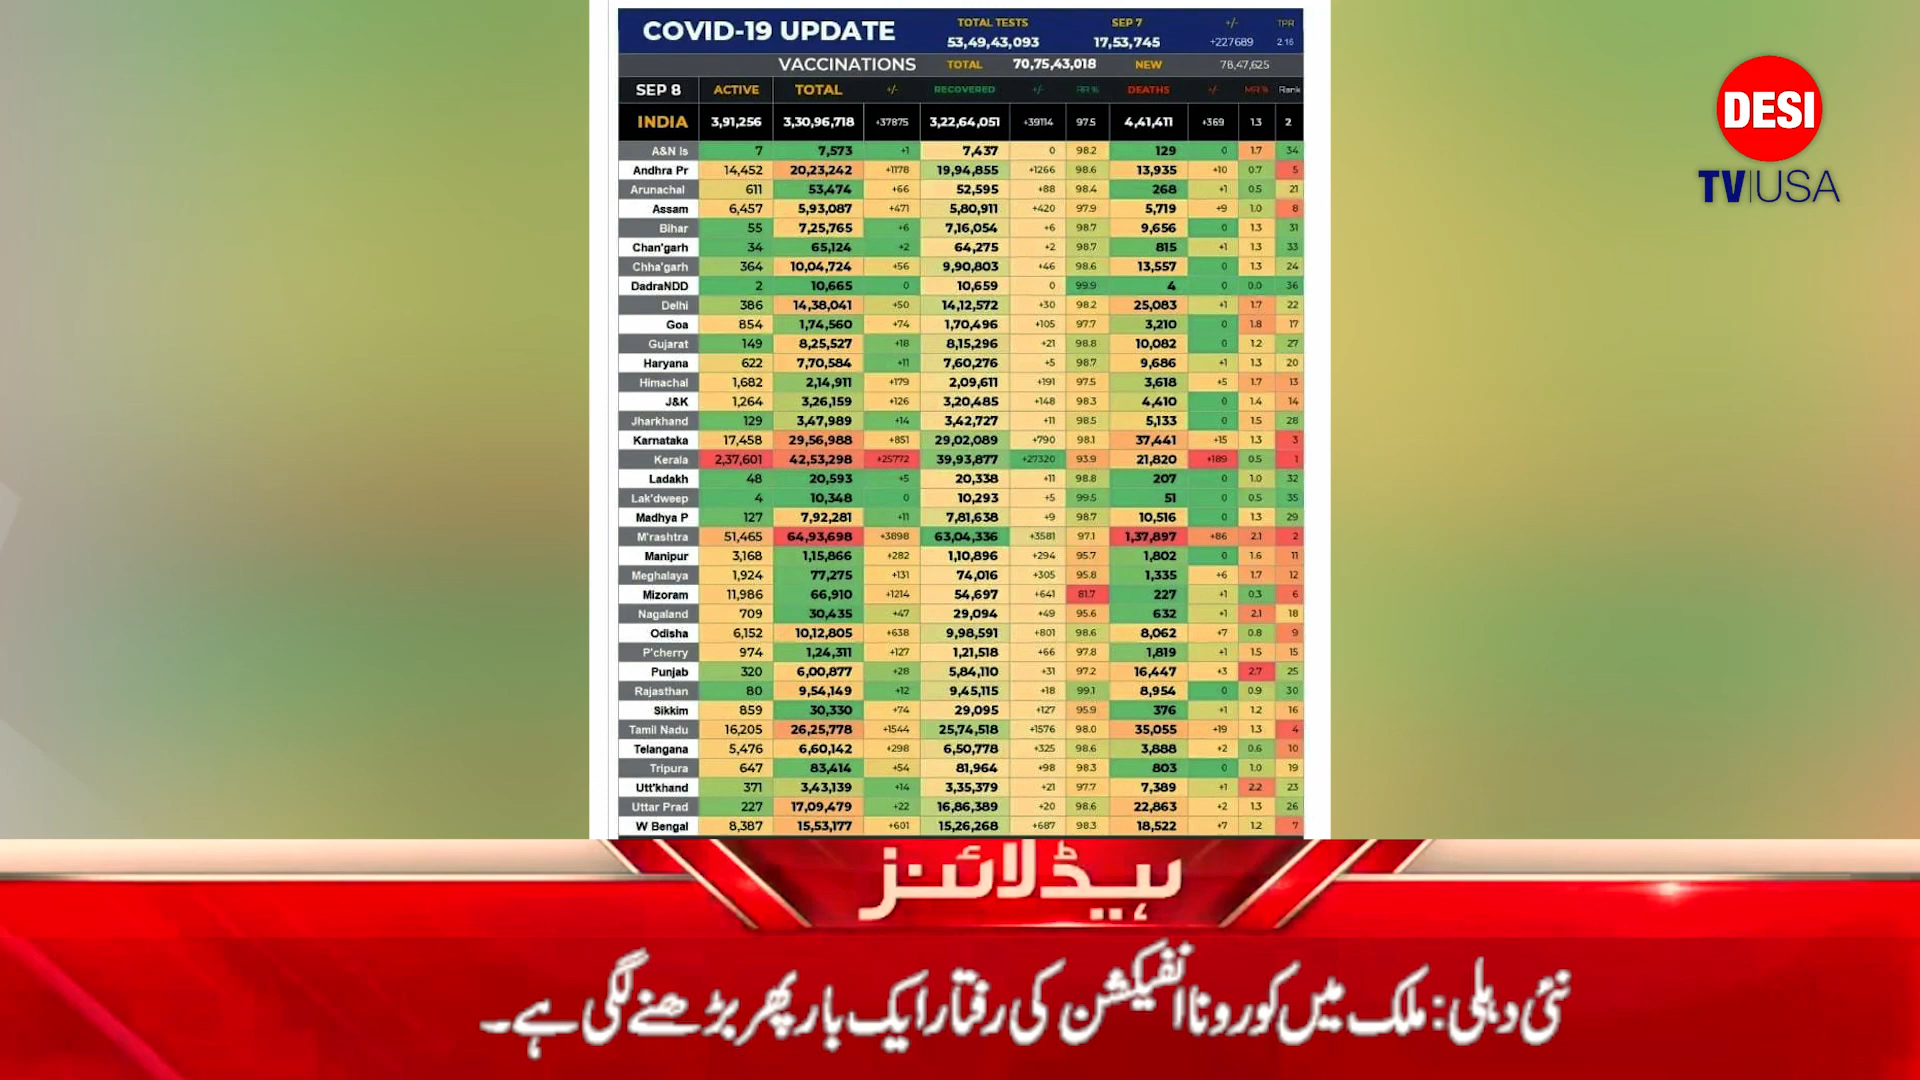 COVID-19 UPDATE TOTAL TESTS SEP 7 +/- TPR
53,49,43,093 17,53,745 +227689 2.16
VACCINATIONS TOTAL 70,75,43,018 NEW 78,47,625
SEP 8 ACTIVE TOTAL +/- RECOVERED +/- RR % DEATHS +/- MR % Rank
INDIA 3,91,256 3,30,96,718 +37875 3,22,64,051 +39114 97.5 4,41,411 +369 1.3 2
A&N Is 7 7,573 +1 7,437 0 98.2 129 0 1.7 34
Andhra Pr 14,452 20,23,242 +1178 19,94,855 +1266 98.6 13,935 +10 0.7 5
Arunachal 611 53,474 +66 52,595 +88 98.4 268 +1 0.5 21
Assam 6,457 5,93,087 +471 5,80,911 +420 97.9 5,719 +9 1.0 8
Bihar 55 7,25,765 +6 7,16,054 +6 98.7 9,656 0 1.3 31
Chan'garh 34 65,124 +2 64,275 +2 98.7 815 +1 1.3 33
Chha'garh 364 10,04,724 +56 9,90,803 +46 98.6 13,557 0 1.3 24
DadraNDD 2 10,665 0 10,659 0 99.9 4 0 0.0 36
Delhi 386 14,38,041 +50 14,12,572 +30 98.2 25,083 +1 1.7 22
Goa 854 1,74,560 +74 1,70,496 +105 97.7 3,210 0 1.8 17
Gujarat 149 8,25,527 +18 8,15,296 +21 98.8 10,082 0 1.2 27
Haryana 622 7,70,584 +11 7,60,276 +5 98.7 9,686 +1 1.3 20
Himachal 1,682 2,14,911 +179 2,09,611 +191 97.5 3,618 +5 1.7 13
J&K 1,264 3,26,159 +126 3,20,485 +148 98.3 4,410 0 1.4 14
Jharkhand 129 3,47,989 +14 3,42,727 +11 98.5 5,133 0 1.5 28
Karnataka 17,458 29,56,988 +851 29,02,089 +790 98.1 37,441 +15 1.3 3
Kerala 2,37,601 42,53,298 +25772 39,93,877 +27320 93.9 21,820 +189 0.5 1
Ladakh 48 20,593 +5 20,338 +11 98.8 207 0 1.0 32
Lak'dweep 4 10,348 0 10,293 +5 99.5 51 0 0.5 35
Madhya P 127 7,92,281 +11 7,81,638 +9 98.7 10,516 0 1.3 29
M'rashtra 51,465 64,93,698 +3898 63,04,336 +3581 97.1 1,37,897 +86 2.1 2
Manipur 3,168 1,15,866 +282 1,10,896 +294 95.7 1,802 0 1.6 11
Meghalaya 1,924 77,275 +131 74,016 +305 95.8 1,335 +6 1.7 12
Mizoram 11,986 66,910 +1214 54,697 +641 81.7 227 +1 0.3 6
Nagaland 709 30,435 +47 29,094 +49 95.6 632 +1 2.1 18
Odisha 6,152 10,12,805 +638 9,98,591 +801 98.6 8,062 +7 0.8 9
P'cherry 974 1,24,311 +127 1,21,518 +66 97.8 1,819 +1 1.5 15
Punjab 320 6,00,877 +28 5,84,110 +31 97.2 16,447 +3 2.7 25
Rajasthan 80 9,54,149 +12 9,45,115 +18 99.1 8,954 0 0.9 30
Sikkim 859 30,330 +74 29,095 +127 95.9 376 +1 1.2 16
Tamil Nadu 16,205 26,25,778 +1544 25,74,518 +1576 98.0 35,055 +19 1.3 4
Telangana 5,476 6,60,142 +298 6,50,778 +325 98.6 3,888 +2 0.6 10
Tripura 647 83,414 +54 81,964 +98 98.3 803 0 1.0 19
Utt'khand 371 3,43,139 +14 3,35,379 +21 97.7 7,389 +1 2.2 23
Uttar Prad 227 17,09,479 +22 16,86,389 +20 98.6 22,863 +2 1.3 26
W Bengal 8,387 15,53,177 +601 15,26,268 +687 98.3 18,522 +7 1.2 7
DESI
TV|USA
ہیڈلائنز
نئی دہلی: ملک میں کورونا انفیکشن کی رفتار ایک بار پھر بڑھنے لگی ہے۔